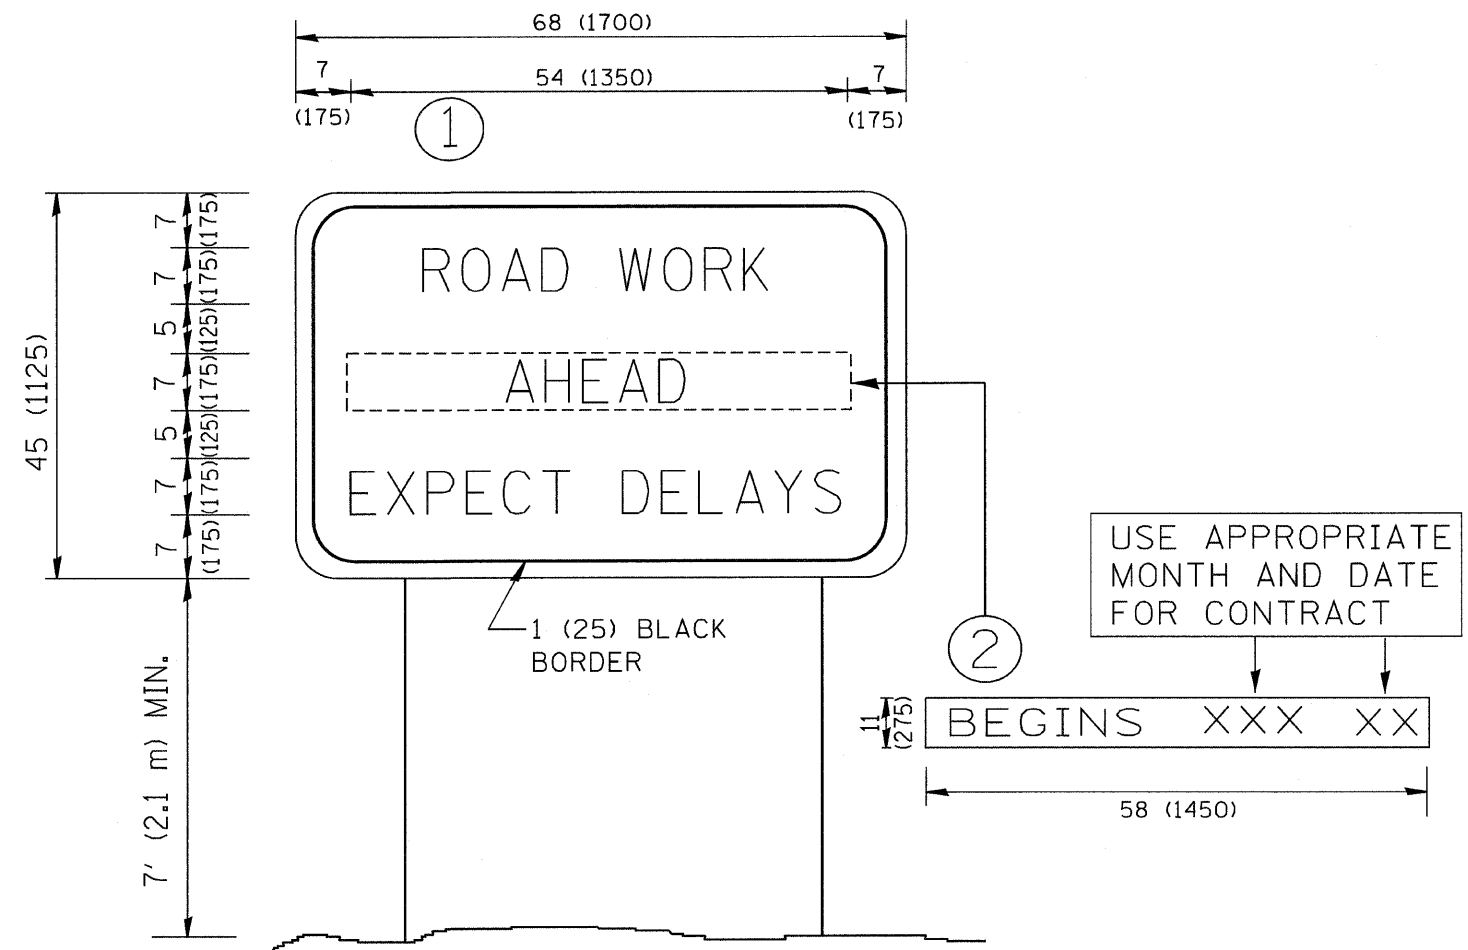 68 (1700)
7
54 (1350)
7
(175)
(175)
1
45 (1125)
7
(175)
7
(175)
5
(125)
7
(175)
5
(125)
7
(175)
7
(175)
ROAD WORK
AHEAD
EXPECT DELAYS
1 (25) BLACK
BORDER
7' (2.1 m) MIN.
2
USE APPROPRIATE
MONTH AND DATE
FOR CONTRACT
11
(275)
BEGINS XXX XX
58 (1450)